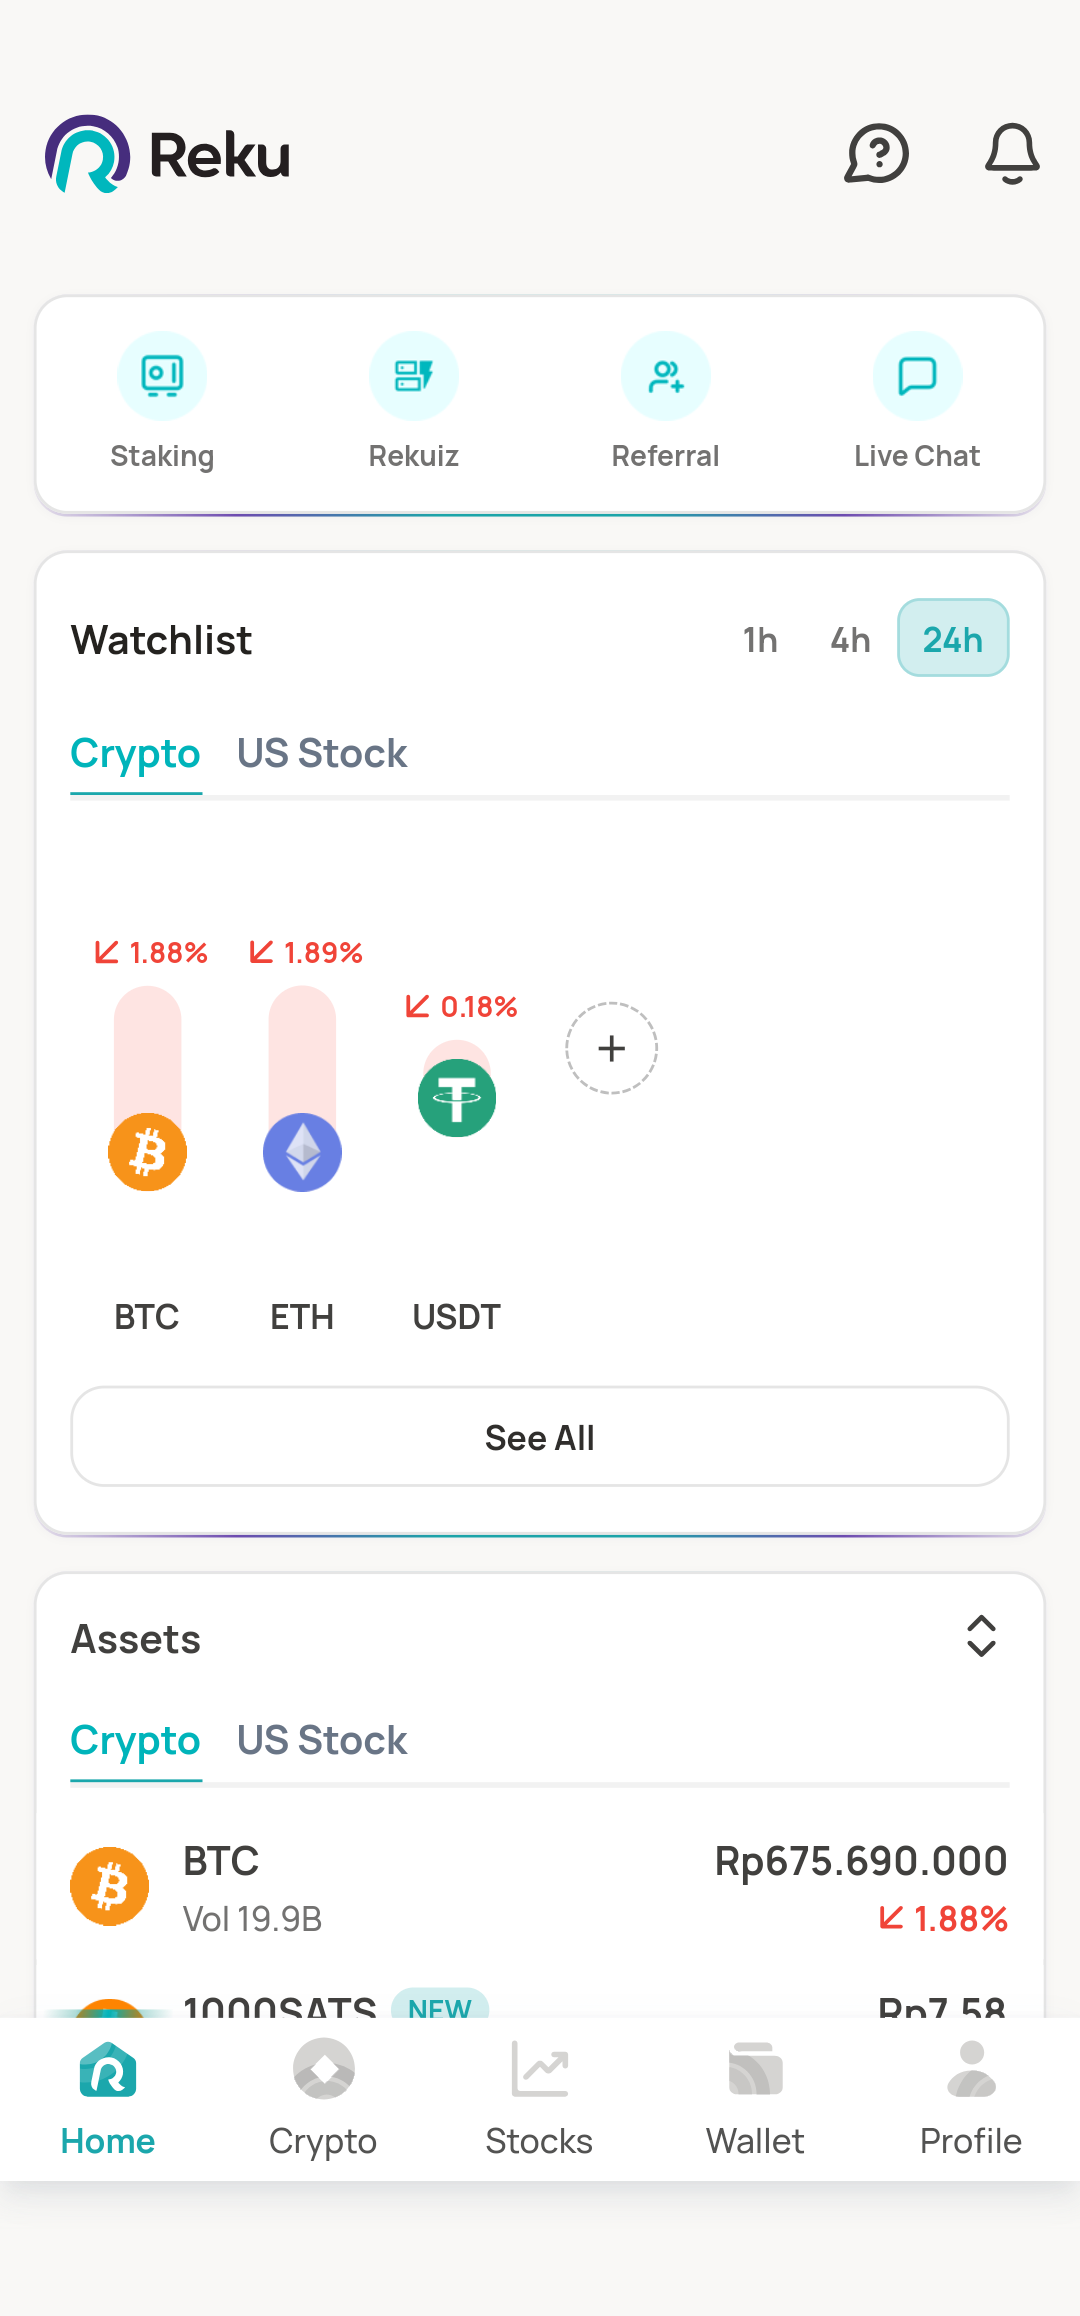 Reku
Staking Rekuiz Referral Live Chat
Watchlist 1h 4h 24h
Crypto US Stock
1.88% 1.89%
0.18%
BTC ETH USDT
See All
Assets
Crypto US Stock
BTC Rp675.690.000
Vol 19.9B 1.88%
1000SATS NEW Rp7.58
Home Crypto Stocks Wallet Profile